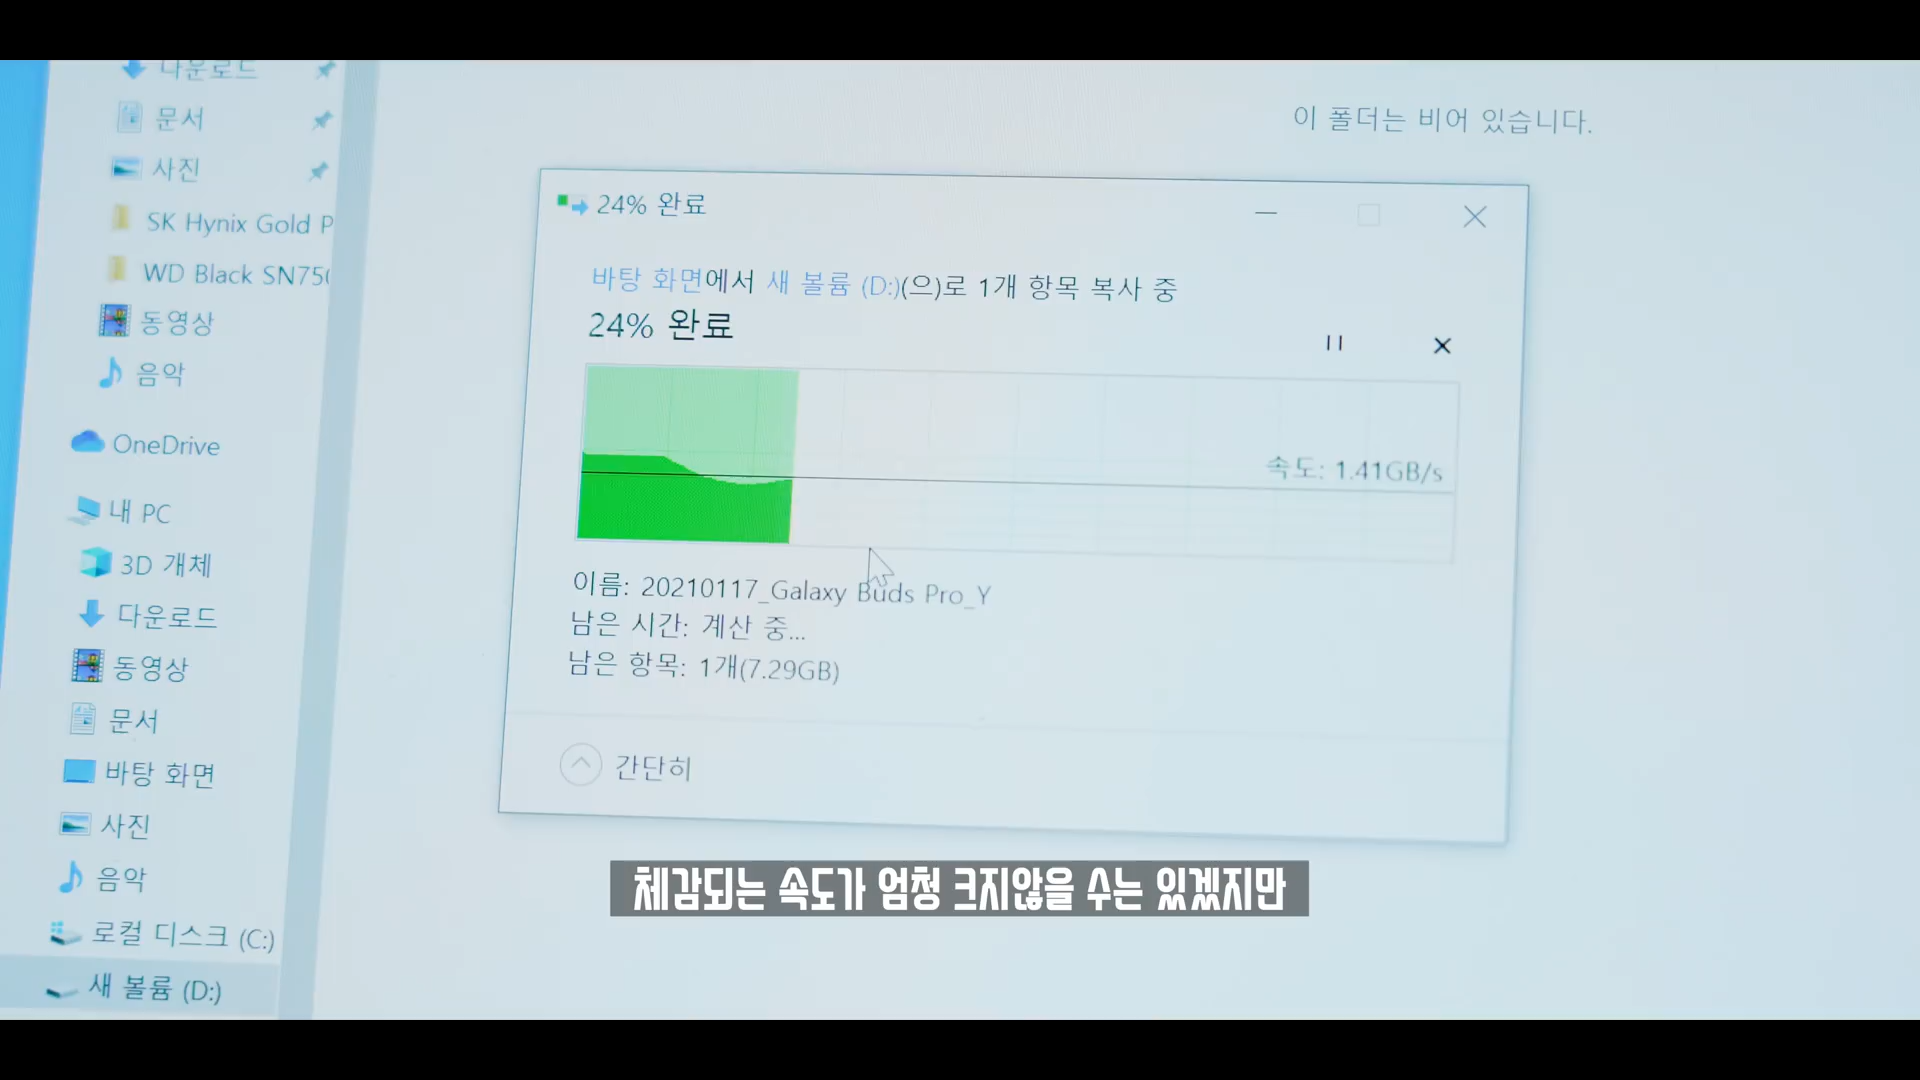 다운로드
문서
사진
SK Hynix Gold P
WD Black SN750
동영상
음악
OneDrive
내 PC
3D 개체
다운로드
동영상
문서
바탕 화면
사진
음악
로컬 디스크 (C:)
새 볼륨 (D:)
이 폴더는 비어 있습니다.
24% 완료
바탕 화면에서 새 볼륨 (D:)(으)로 1개 항목 복사 중
24% 완료
속도: 1.41GB/s
이름: 20210117_Galaxy Buds Pro_Y
남은 시간: 계산 중...
남은 항목: 1개(7.29GB)
간단히
체감되는 속도가 엄청 크지않을 수는 있겠지만